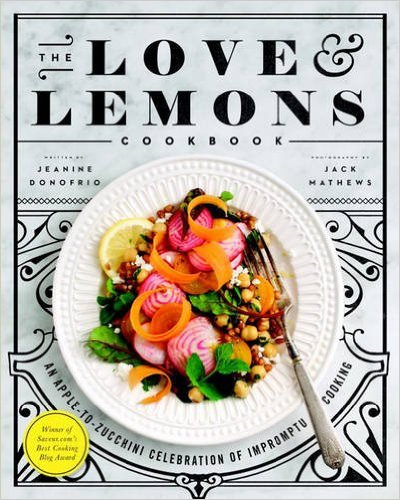 THE LOVE &
LEMONS
COOKBOOK
WRITTEN BY
JEANINE
DONOFRIO
PHOTOGRAPHY BY
JACK
MATHEWS
AN APPLE-TO-ZUCCHINI CELEBRATION OF IMPROMPTU COOKING
Winner of
Saveur.com's
Best Cooking
Blog Award